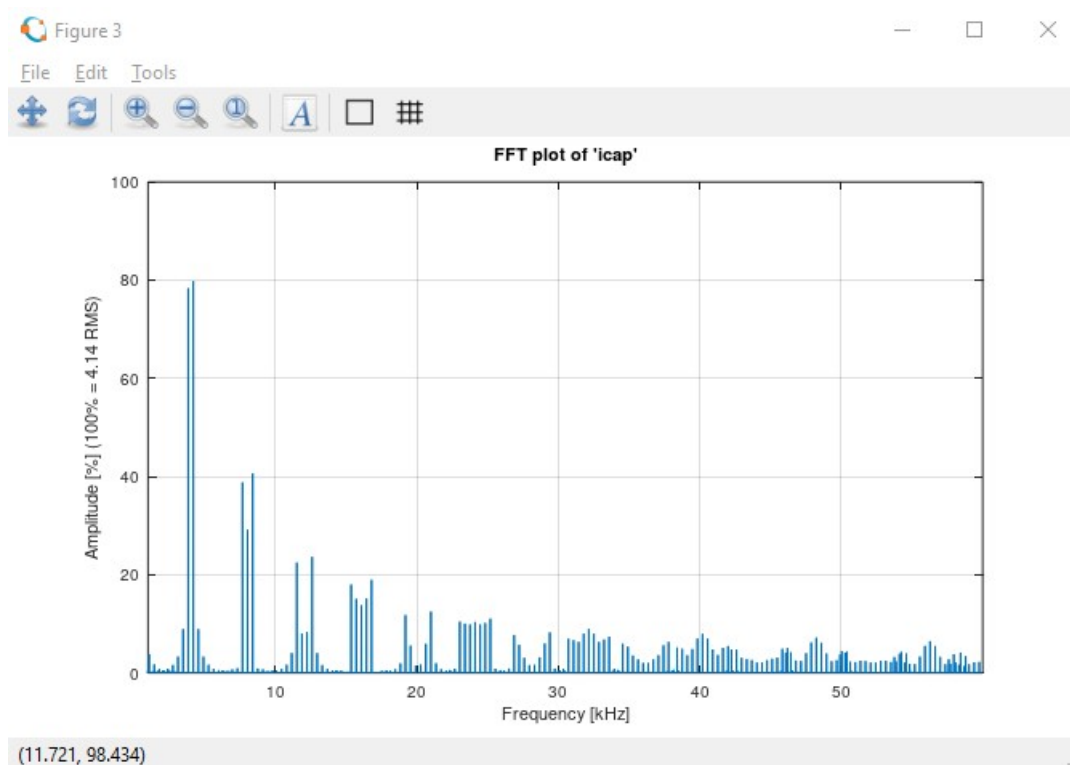 Figure 3
File Edit Tools
A
FFT plot of 'icap'
100
80
60
40
20
0
Amplitude [%] (100% = 4.14 RMS)
10 20 30 40 50
Frequency [kHz]
(11.721, 98.434)